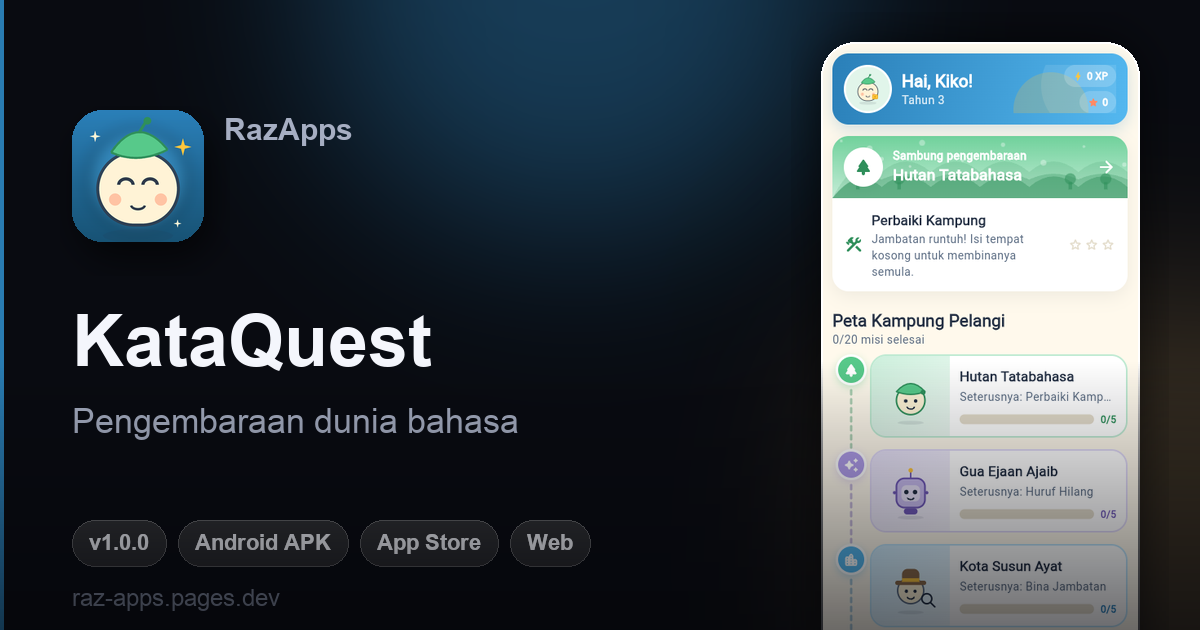 RazApps
KataQuest
Pengembaraan dunia bahasa
v1.0.0
Android APK
App Store
Web
raz-apps.pages.dev
Hai, Kiko!
Tahun 3
0 XP
0
Sambung pengembaraan
Hutan Tatabahasa
Perbaiki Kampung
Jambatan runtuh! Isi tempat
kosong untuk membinanya
semula.
Peta Kampung Pelangi
0/20 misi selesai
Hutan Tatabahasa
Seterusnya: Perbaiki Kamp...
0/5
Gua Ejaan Ajaib
Seterusnya: Huruf Hilang
0/5
Kota Susun Ayat
Seterusnya: Bina Jambatan
0/5